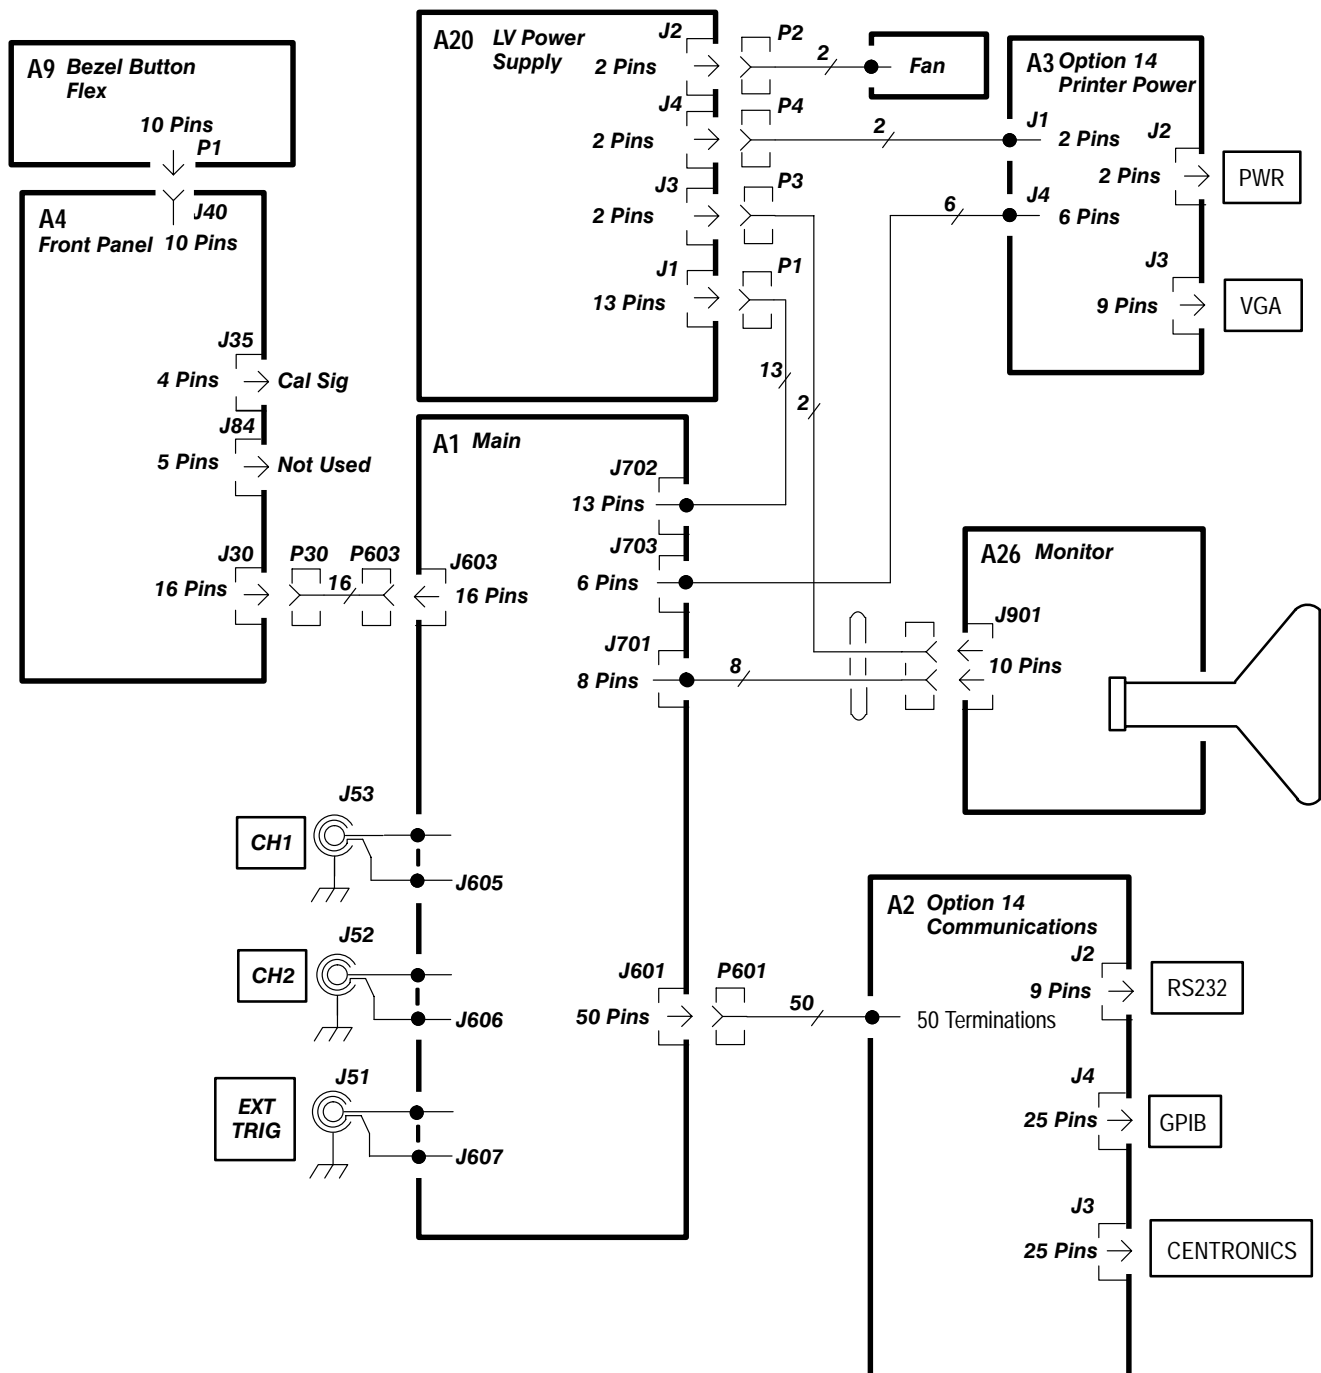 A9 Bezel Button
Flex
10 Pins
P1
A4
Front Panel
J40
10 Pins
J35
4 Pins
Cal Sig
J84
5 Pins
Not Used
J30
16 Pins
P30
16
P603
A20 LV Power
Supply
J2
2 Pins
P2
2
Fan
J4
2 Pins
P4
2
J3
2 Pins
P3
2
J1
13 Pins
P1
13
A3 Option 14
Printer Power
J1
2 Pins
J2
2 Pins
PWR
6
J4
6 Pins
J3
9 Pins
VGA
A1 Main
J702
13 Pins
J703
6 Pins
J603
16 Pins
J701
8 Pins
8
A26 Monitor
J901
10 Pins
J53
CH1
J605
J52
CH2
J606
J51
EXT
TRIG
J607
J601
50 Pins
P601
50
A2 Option 14
Communications
50 Terminations
J2
9 Pins
RS232
J4
25 Pins
GPIB
J3
25 Pins
CENTRONICS